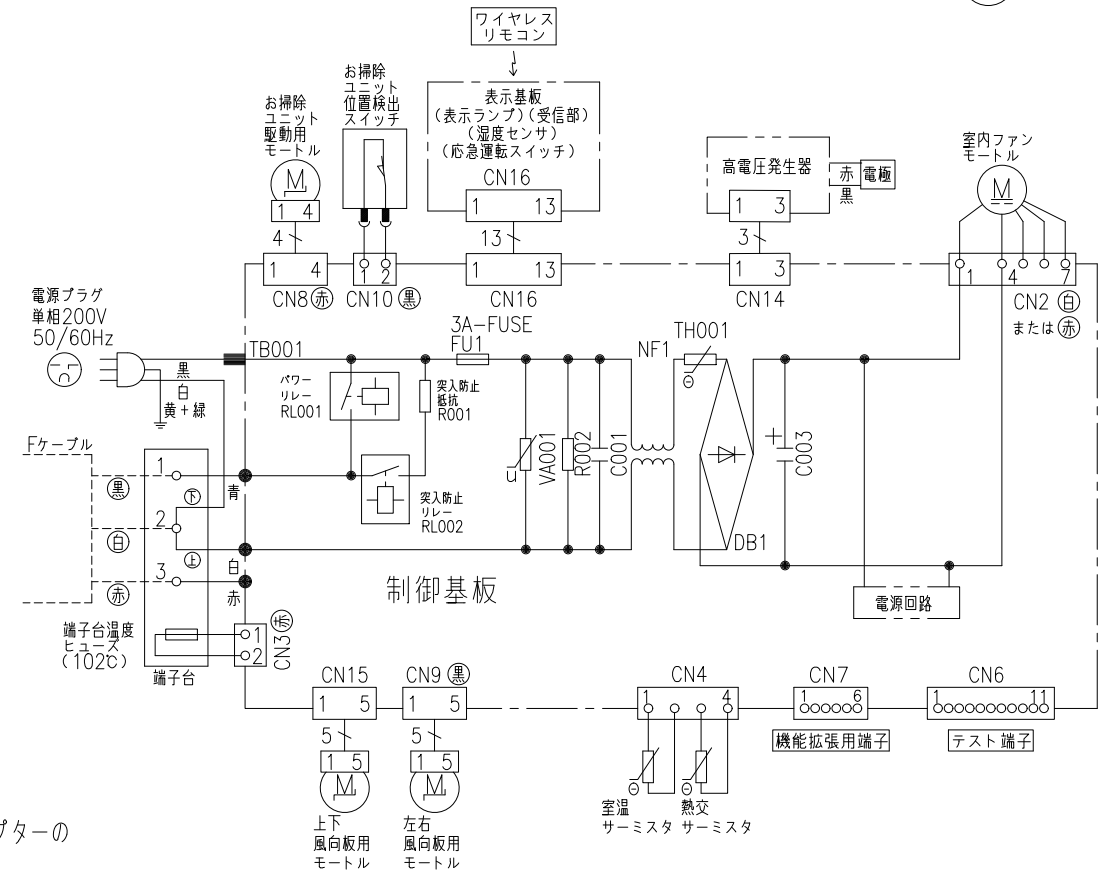 ワイヤレス
リモコン
お掃除
ユニット
位置検出
スイッチ
お掃除
ユニット
駆動用
モートル
M
1 4
4
1 4
CN8 赤
1 2
CN10 黒
表示基板
(表示ランプ)(受信部)
(湿度センサ)
(応急運転スイッチ)
CN16
1 13
13
1 13
CN16
高電圧発生器
赤
黒
電極
1 3
3
1 3
CN14
室内ファン
モートル
M
1 4 7
CN2 白
または 赤
電源プラグ
単相200V
50/60Hz
黒
白
黄+緑
TB001
パワー
リレー
RL001
突入防止
抵抗
R001
3A-FUSE
FU1
突入防止
リレー
RL002
VA001
R002
C001
NF1
TH001
DB1
+
C003
電源回路
制御基板
Fケーブル
黒
白
赤
1
2
3
下
上
青
白
赤
端子台温度
ヒューズ
(102℃)
端子台
1
2
CN3 赤
CN15
1 5
5
1 5
M
上下
風向板用
モートル
CN9 黒
1 5
5
1 5
M
左右
風向板用
モートル
CN4
1 4
室温
サーミスタ
熱交
サーミスタ
CN7
1 6
機能拡張用端子
CN6
1 11
テスト端子
プターの